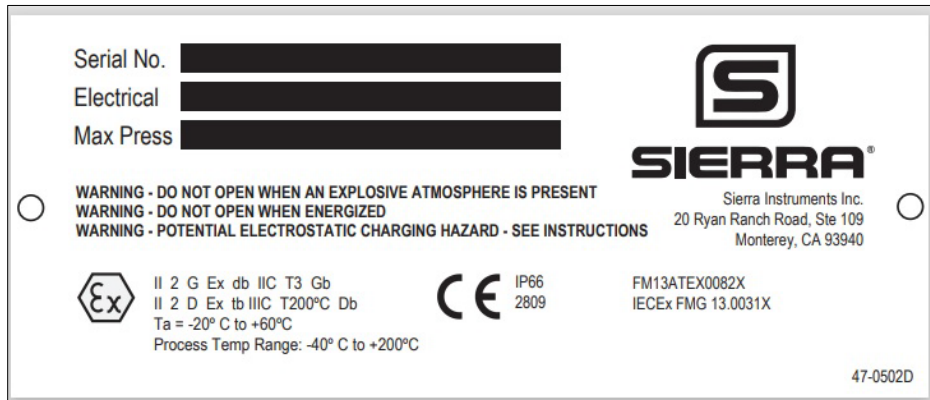 Serial No.
Electrical
Max Press
S
SIERRA®
WARNING - DO NOT OPEN WHEN AN EXPLOSIVE ATMOSPHERE IS PRESENT
WARNING - DO NOT OPEN WHEN ENERGIZED
WARNING - POTENTIAL ELECTROSTATIC CHARGING HAZARD - SEE INSTRUCTIONS
Sierra Instruments Inc.
20 Ryan Ranch Road, Ste 109
Monterey, CA 93940
Ex
II 2 G Ex db IIC T3 Gb
II 2 D Ex tb IIIC T200ºC Db
Ta = -20º C to +60ºC
Process Temp Range: -40º C to +200ºC
CE
IP66
2809
FM13ATEX0082X
IECEx FMG 13.0031X
47-0502D